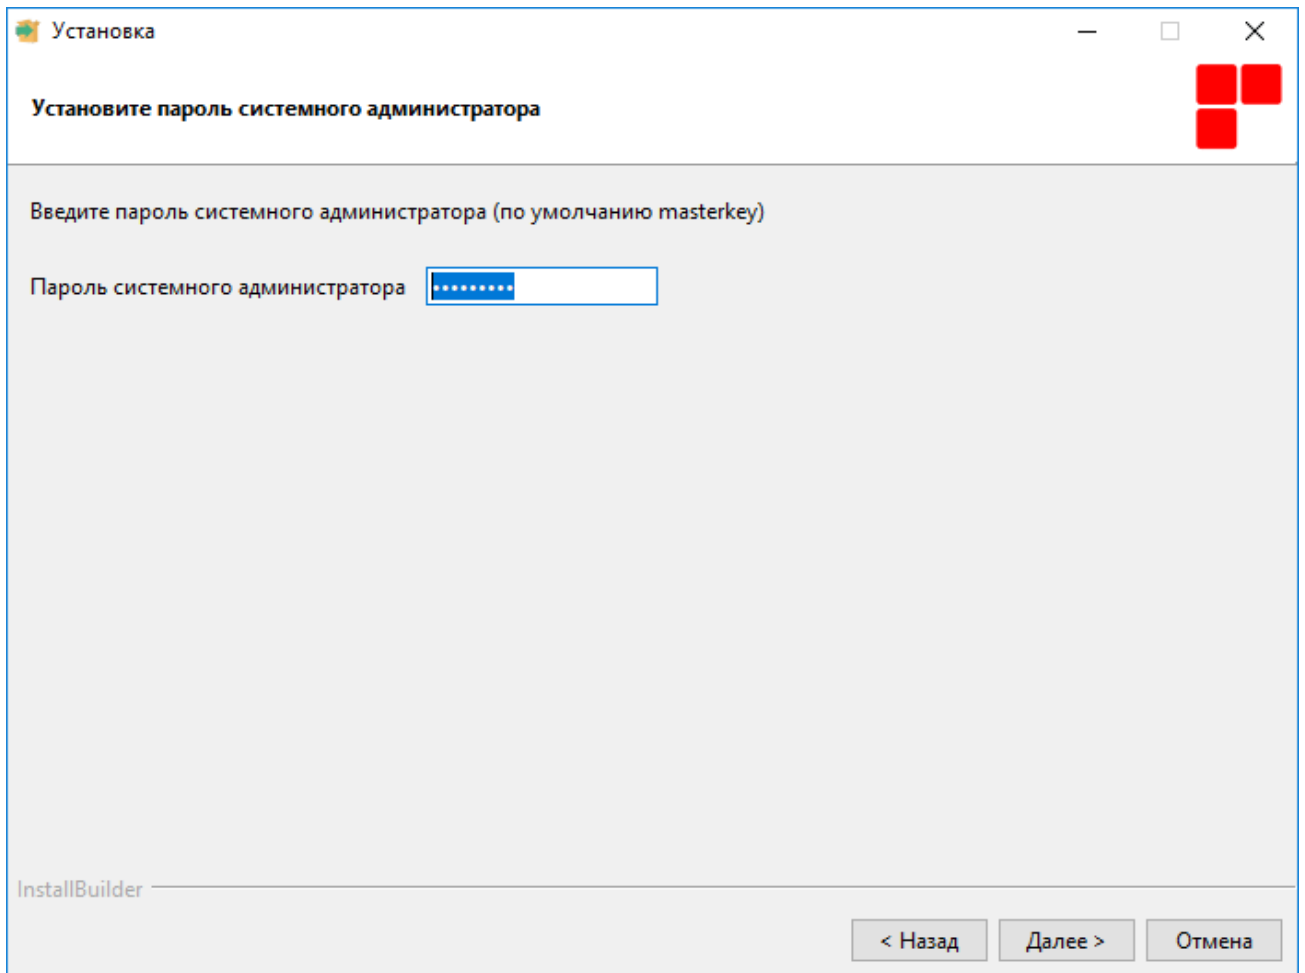 Установка
Установите пароль системного администратора
Введите пароль системного администратора (по умолчанию masterkey)
Пароль системного администратора •••••••••
InstallBuilder
< Назад Далее > Отмена